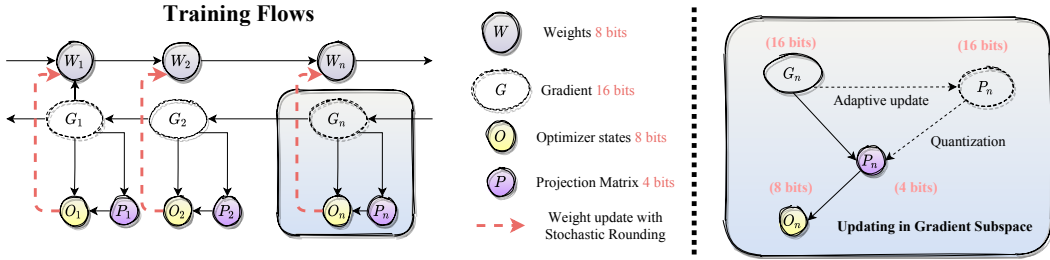 Training Flows
W₁
W₂
Wₙ
G₁
G₂
Gₙ
O₁
P₁
O₂
P₂
Oₙ
Pₙ
W
Weights 8 bits
G
Gradient 16 bits
O
Optimizer states 8 bits
P
Projection Matrix 4 bits
Weight update with
Stochastic Rounding
(16 bits)
(16 bits)
Gₙ
Pₙ
Adaptive update
Quantization
Pₙ
(8 bits)
(4 bits)
Oₙ
Updating in Gradient Subspace